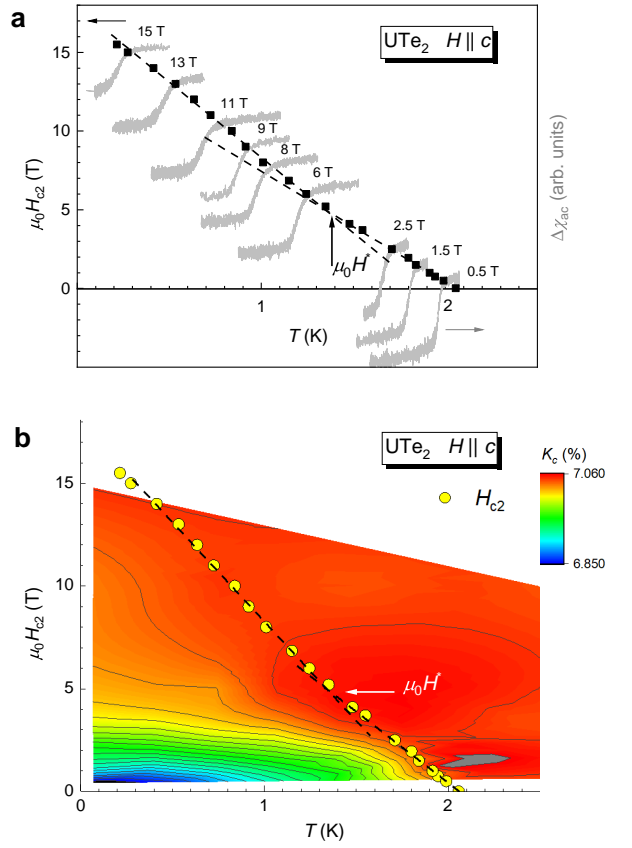 a
UTe₂ H || c
15 T
13 T
11 T
9 T
8 T
6 T
2.5 T
1.5 T
0.5 T
μ₀H*
15
10
5
0
1
2
μ₀Hc2 (T)
Δχac (arb. units)
T (K)
b
UTe₂ H || c
Kc (%)
7.060
6.850
Hc2
μ₀H*
15
10
5
0
0
1
2
μ₀Hc2 (T)
T (K)